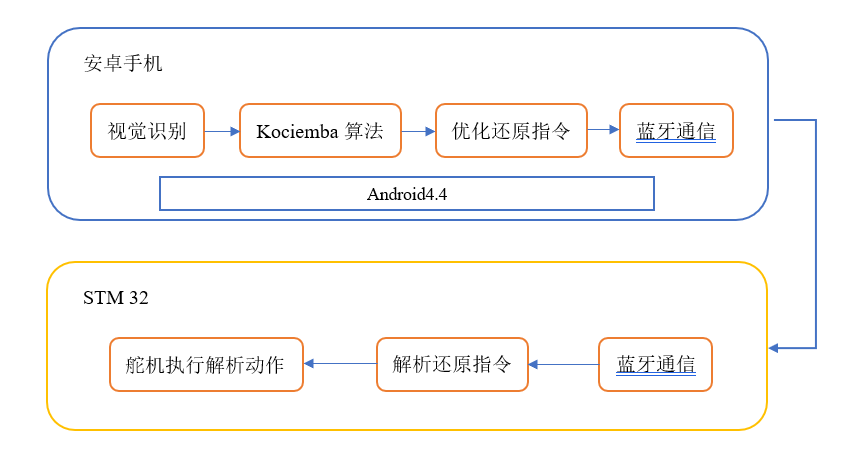 安卓手机
视觉识别
Kociemba 算法
优化还原指令
蓝牙通信
Android4.4
STM 32
舵机执行解析动作
解析还原指令
蓝牙通信